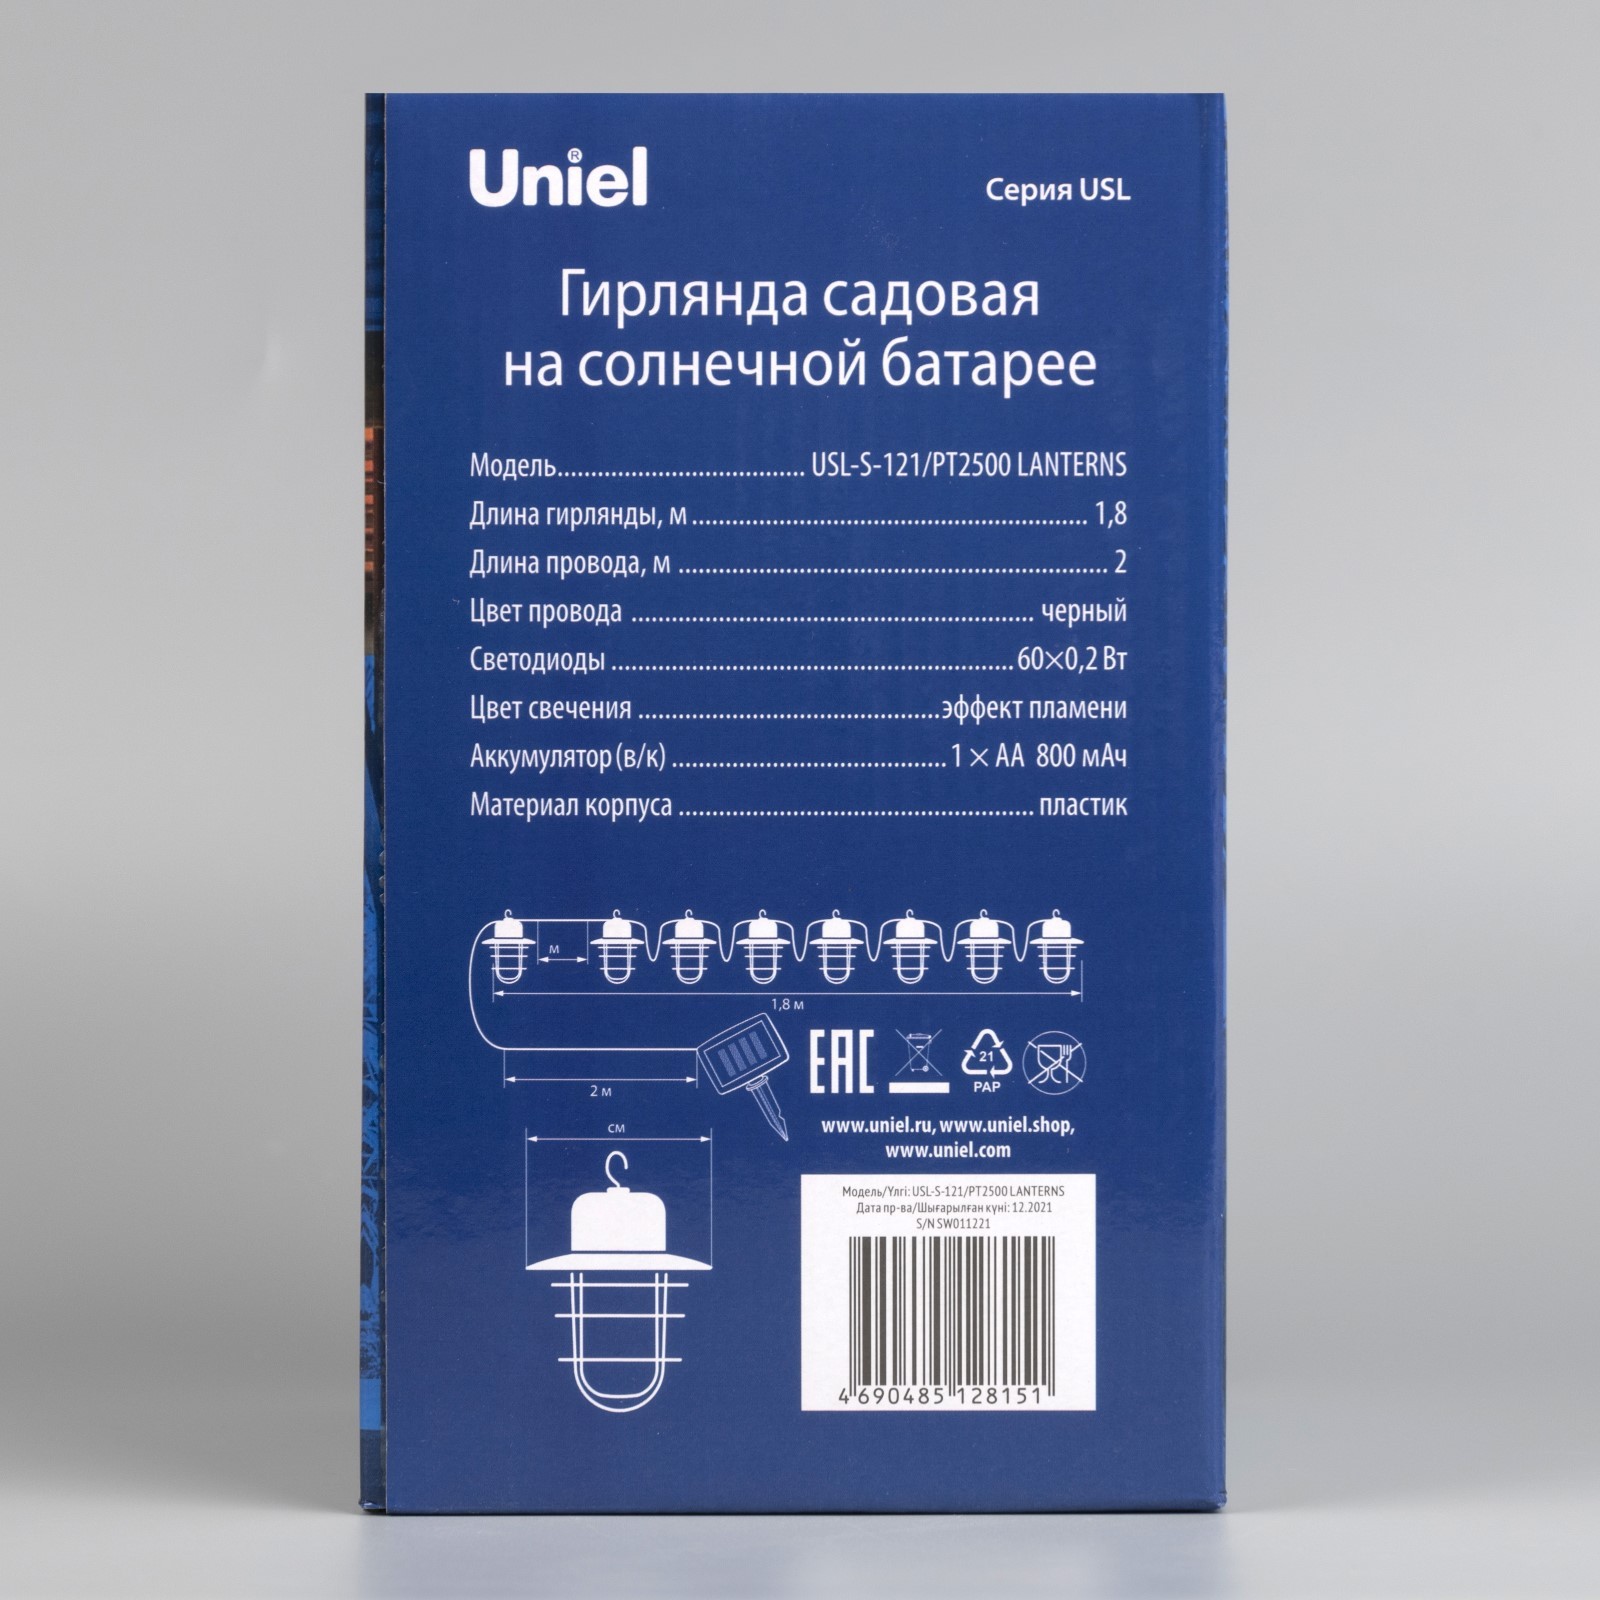 Uniel®
Серия USL
Гирлянда садовая
на солнечной батарее
Модель..................................... USL-S-121/PT2500 LANTERNS
Длина гирлянды, м........................................................... 1,8
Длина провода, м ................................................................ 2
Цвет провода ............................................................ черный
Светодиоды ............................................................60×0,2 Вт
Цвет свечения .............................................эффект пламени
Аккумулятор (в/к) .........................................1 × АА 800 мАч
Материал корпуса ..................................................... пластик
м
1,8 м
2 м
см
EAC
21
PAP
www.uniel.ru, www.uniel.shop,
www.uniel.com
Модель/Үлгі: USL-S-121/PT2500 LANTERNS
Дата пр-ва/Шығарылған күні: 12.2021
S/N SW011221
4 690485 128151